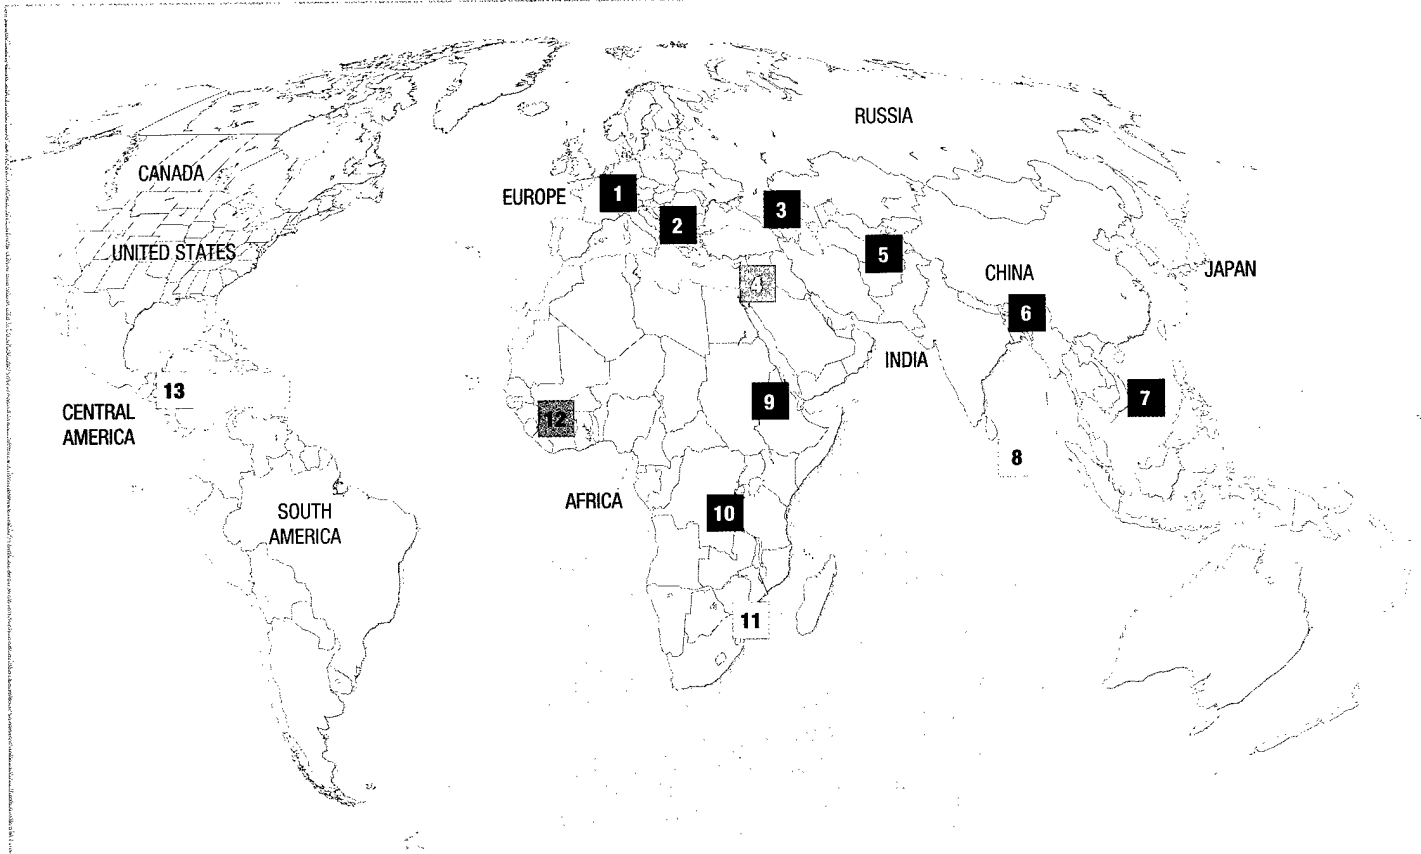 RUSSIA
CANADA
EUROPE
1
2
3
UNITED STATES
5
4
CHINA
JAPAN
6
INDIA
13
CENTRAL
AMERICA
12
9
7
8
AFRICA
10
SOUTH
AMERICA
11